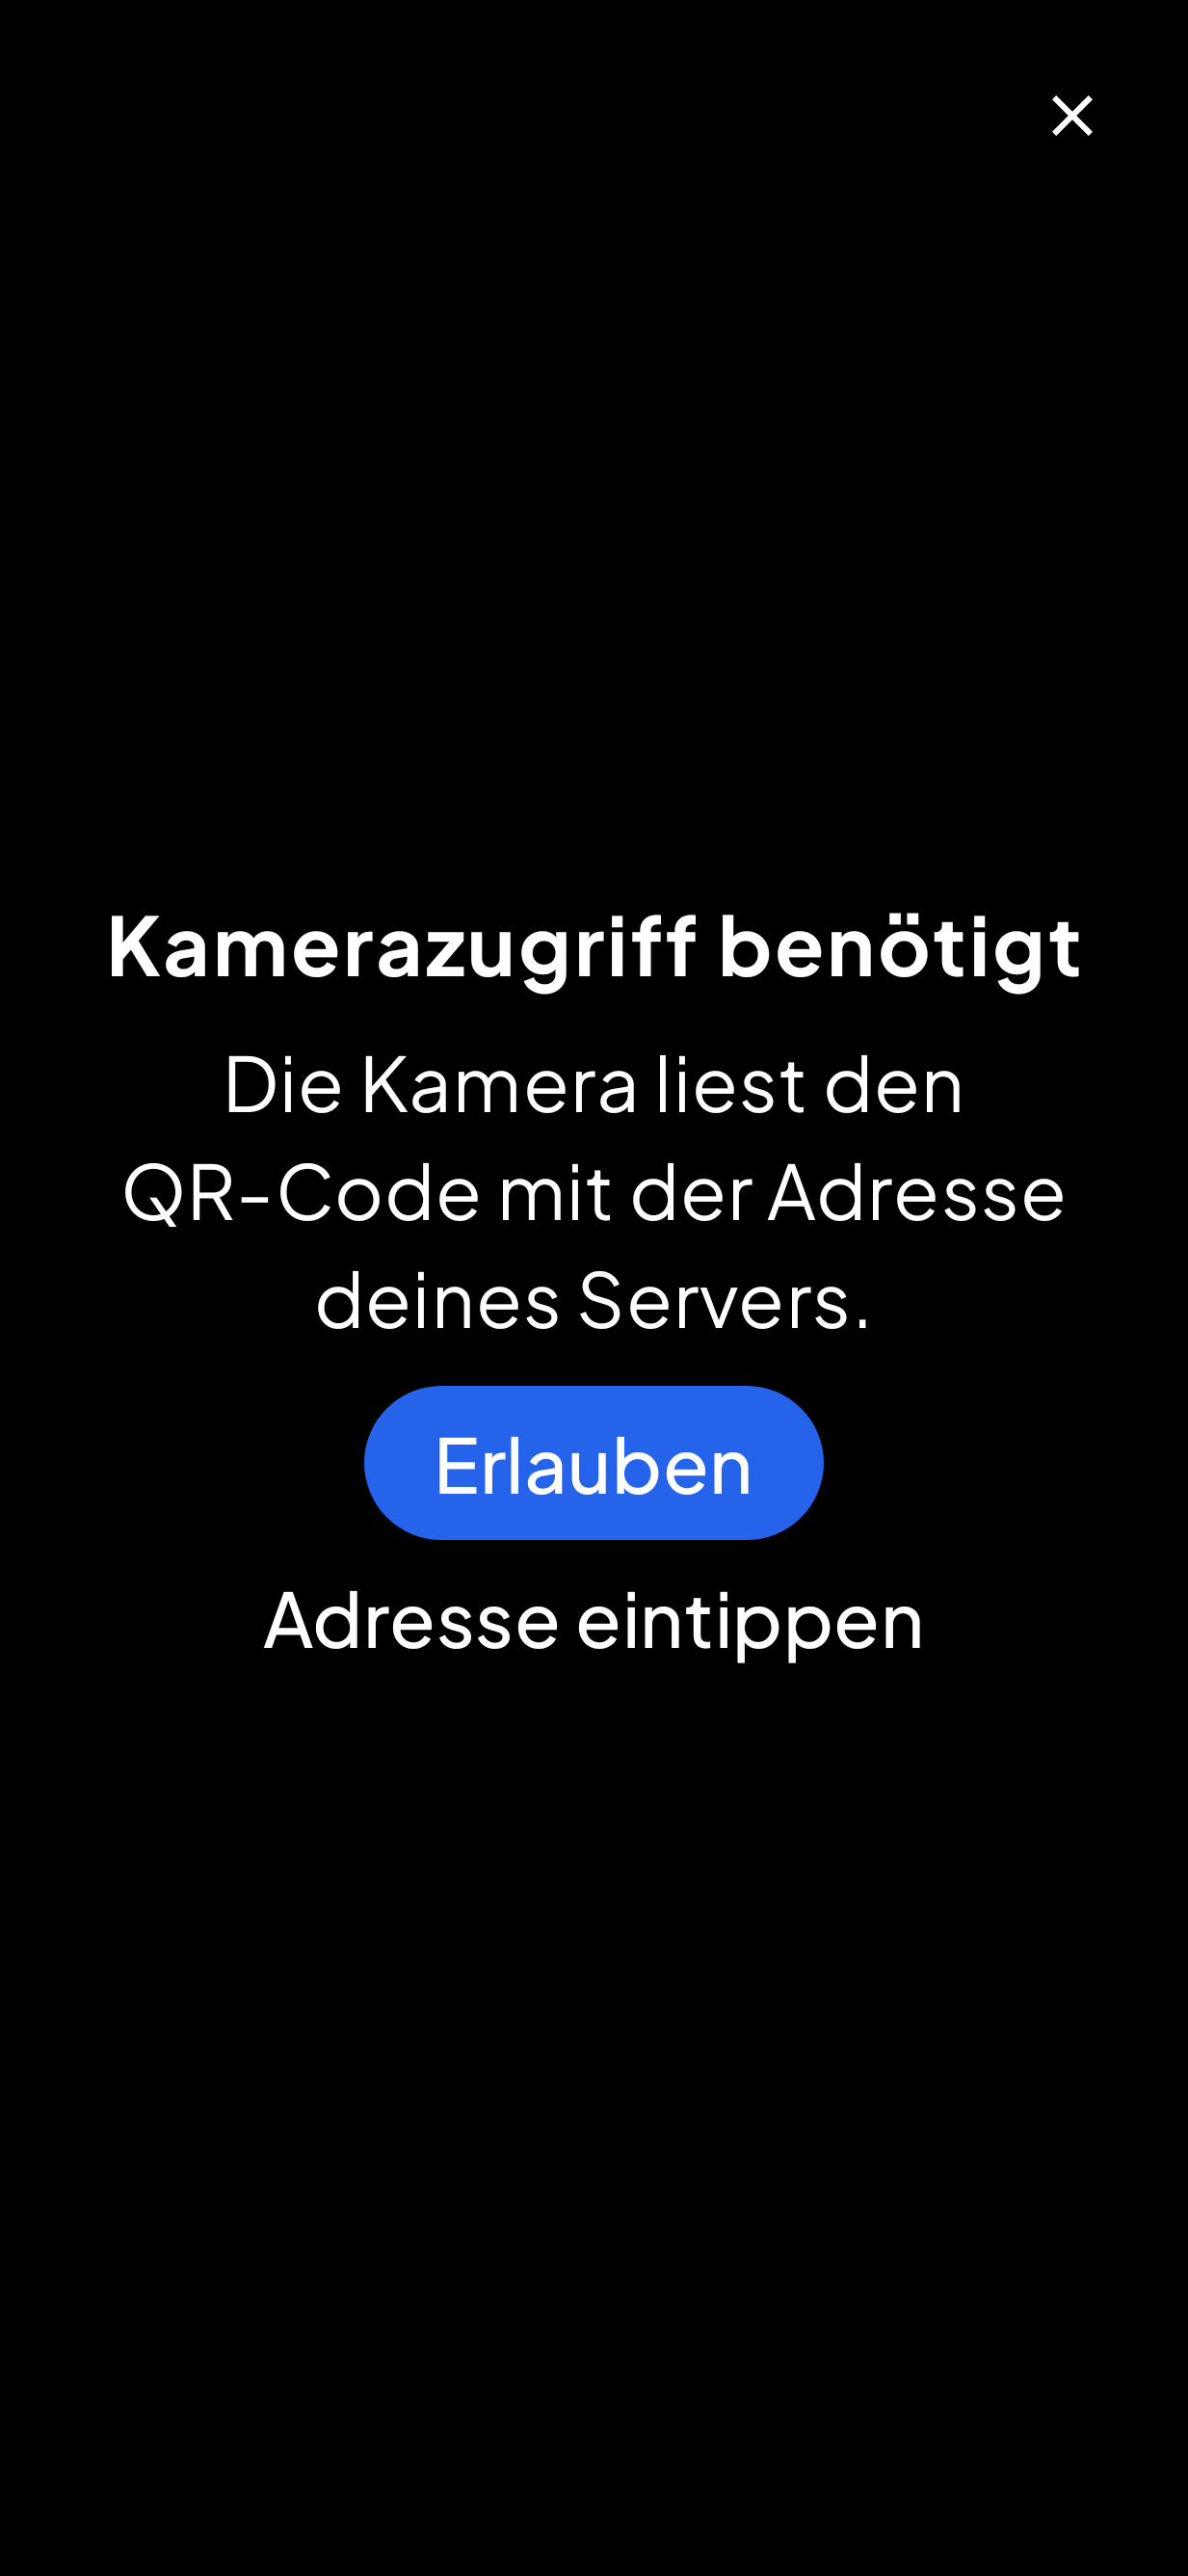 Kamerazugriff benötigt
Die Kamera liest den
QR-Code mit der Adresse
deines Servers.
Erlauben
Adresse eintippen